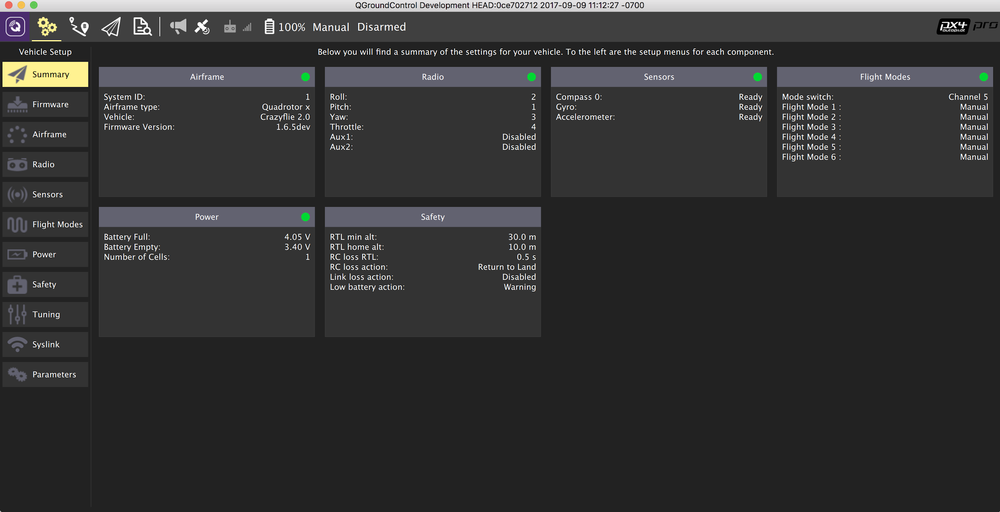 QGroundControl Development HEAD:0ce702712 2017-09-09 11:12:27 -0700
A B 100% Manual Disarmed px4 autopilot pro
Vehicle Setup
Summary
Firmware
Airframe
Radio
Sensors
Flight Modes
Power
Safety
Tuning
Syslink
Parameters
Below you will find a summary of the settings for your vehicle. To the left are the setup menus for each component.
Airframe
System ID: 1
Airframe type: Quadrotor x
Vehicle: Crazyflie 2.0
Firmware Version: 1.6.5dev
Radio
Roll: 2
Pitch: 1
Yaw: 3
Throttle: 4
Aux1: Disabled
Aux2: Disabled
Sensors
Compass 0: Ready
Gyro: Ready
Accelerometer: Ready
Flight Modes
Mode switch: Channel 5
Flight Mode 1 : Manual
Flight Mode 2 : Manual
Flight Mode 3 : Manual
Flight Mode 4 : Manual
Flight Mode 5 : Manual
Flight Mode 6 : Manual
Power
Battery Full: 4.05 V
Battery Empty: 3.40 V
Number of Cells: 1
Safety
RTL min alt: 30.0 m
RTL home alt: 10.0 m
RC loss RTL: 0.5 s
RC loss action: Return to Land
Link loss action: Disabled
Low battery action: Warning